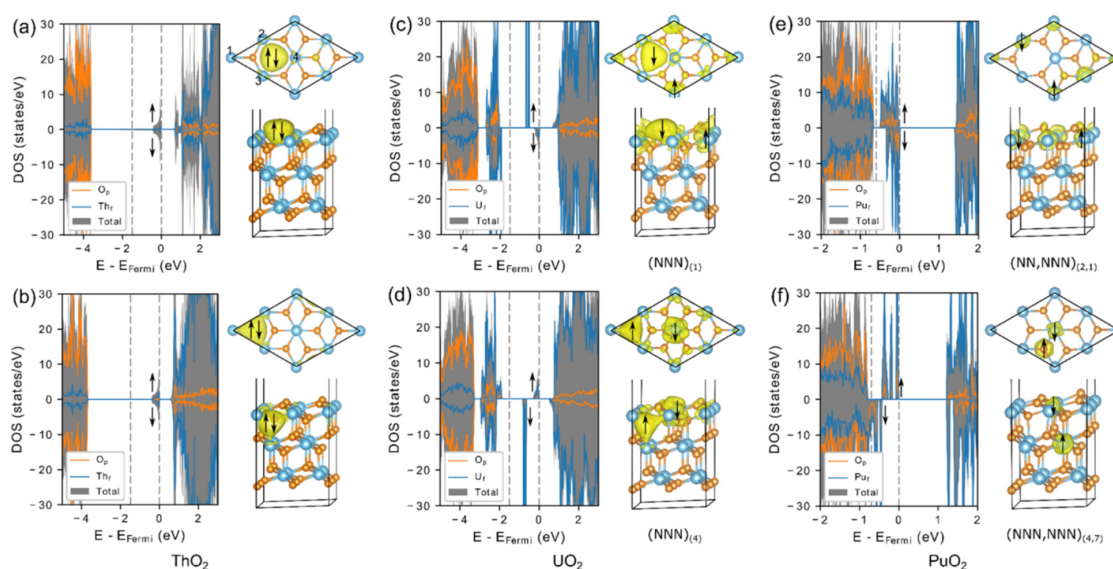 (a)
30
20
10
0
−10
−20
−30
DOS (states/eV)
O_p
Th_f
Total
−4 −2 0 2
E - E_Fermi (eV)
1 2 3 4
(c)
30
20
10
0
−10
−20
−30
DOS (states/eV)
O_p
U_f
Total
−4 −2 0 2
E - E_Fermi (eV)
(NNN)_(1)
(e)
30
20
10
0
−10
−20
−30
DOS (states/eV)
O_p
Pu_f
Total
−2 −1 0 1 2
E - E_Fermi (eV)
(NN,NNN)_(2,1)
(b)
30
20
10
0
−10
−20
−30
DOS (states/eV)
O_p
Th_f
Total
−4 −2 0 2
E - E_Fermi (eV)
ThO₂
(d)
30
20
10
0
−10
−20
−30
DOS (states/eV)
O_p
U_f
Total
−4 −2 0 2
E - E_Fermi (eV)
(NNN)_(4)
UO₂
(f)
30
20
10
0
−10
−20
−30
DOS (states/eV)
O_p
Pu_f
Total
−2 −1 0 1 2
E - E_Fermi (eV)
(NNN,NNN)_(4,7)
PuO₂